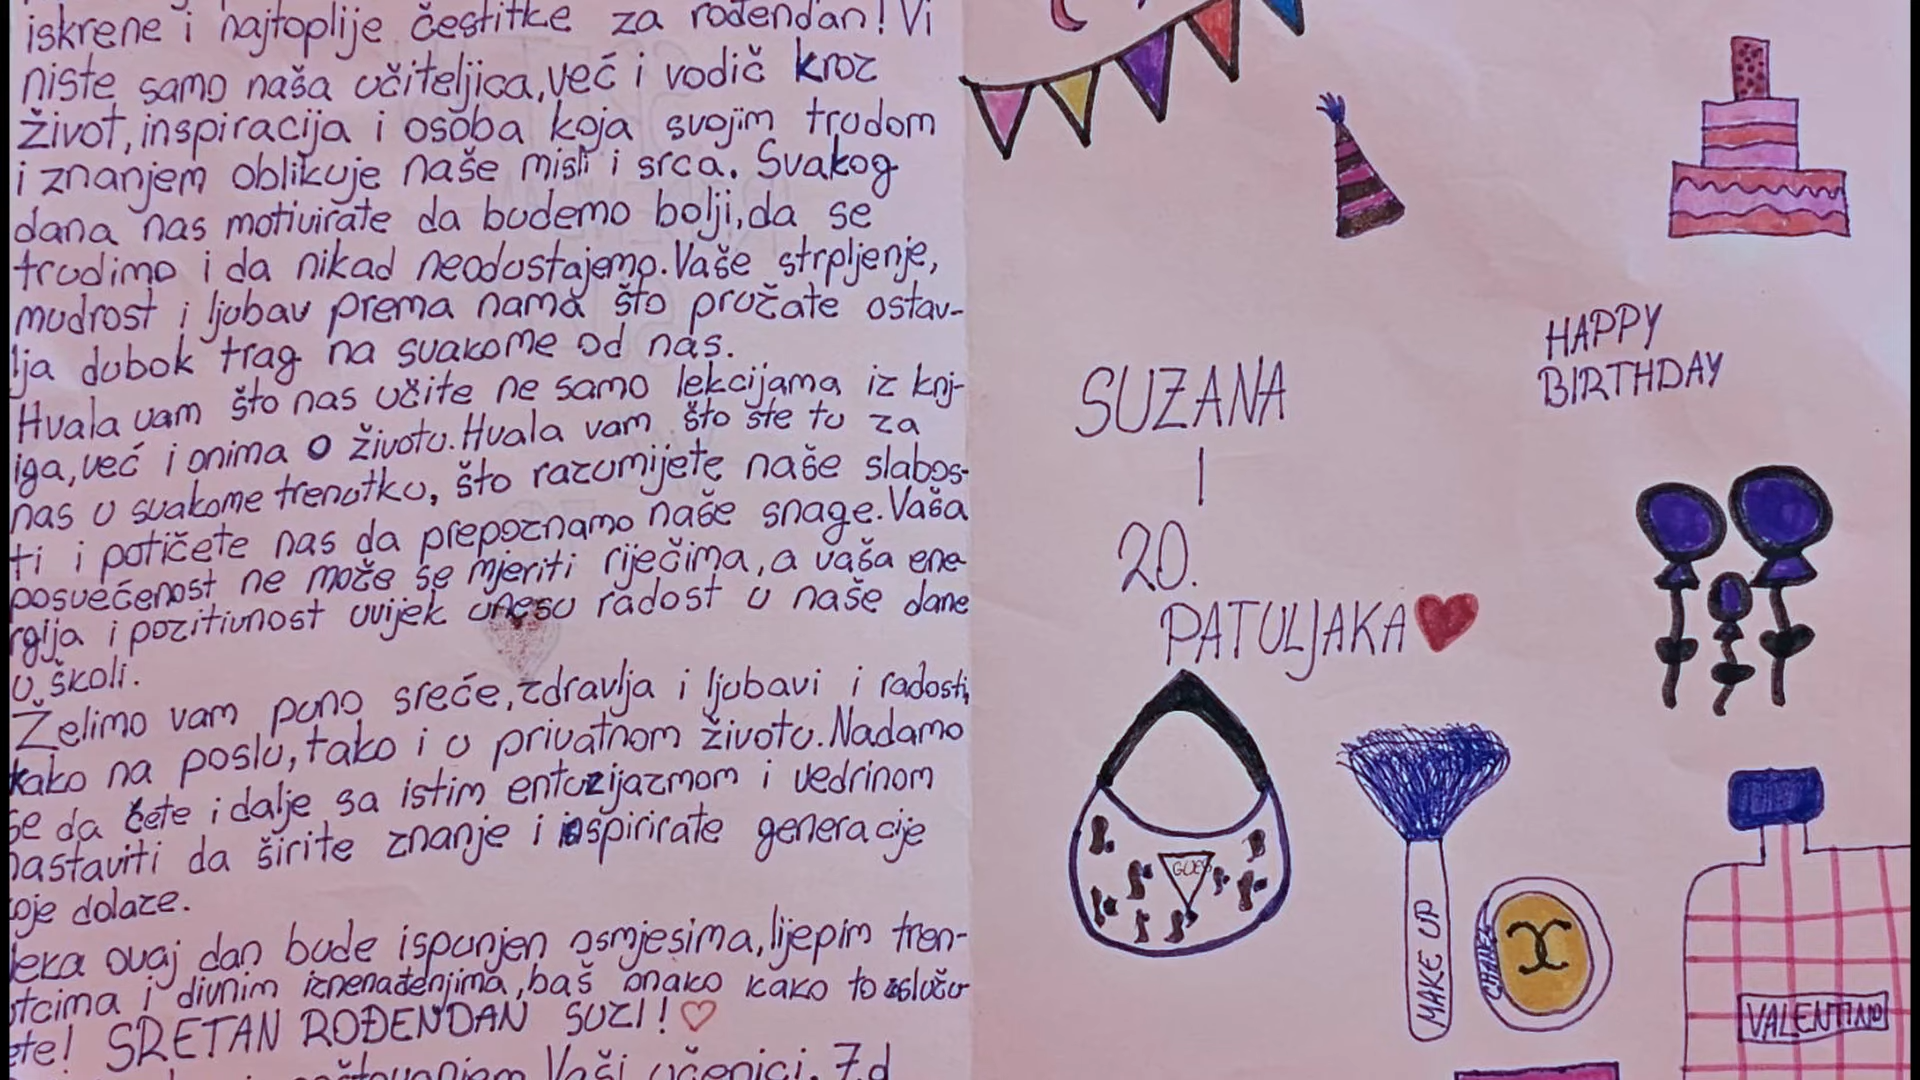 iskrene i najtoplije čestitke za rođendan! Vi
niste samo naša učiteljica, već i vodič kroz
život, inspiracija i osoba koja svojim trudom
i znanjem oblikuje naše misli i srca. Svakog
dana nas motivirate da budemo bolji, da se
trudimo i da nikad neodustajemo. Vaše strpljenje,
mudrost i ljubav prema nama što pružate ostav-
lja dubok trag na svakome od nas.
Hvala vam što nas učite ne samo lekcijama iz knj-
iga, već i onima o životu. Hvala vam što ste tu za
nas u svakome trenutku, što razumijete naše slabos-
ti i potičete nas da prepoznamo naše snage. Vaša
posvećenost ne može se mjeriti riječima, a vaša ene-
rgija i pozitivnost uvijek unesu radost u naše dane
u školi.
Želimo vam puno sreće, zdravlja i ljubavi i radosti,
kako na poslu, tako i u privatnom životu. Nadamo
se da ćete i dalje sa istim entuzijazmom i vedrinom
nastaviti da širite znanje i inspirirate generacije
oje dolaze.
Neka ovaj dan bude ispunjen osmjesima, lijepim tren-
utcima i divnim iznenađenjima, baš onako kako to zaslužu-
ete! SRETAN ROĐENDAN SUZI! ♡
poštovanjem Vaši učenici, 7.d
HAPPY
BIRTHDAY
SUZANA
I
20.
PATULJAKA ❤
GUESS
MAKE UP
CHANEL
VALENTINO